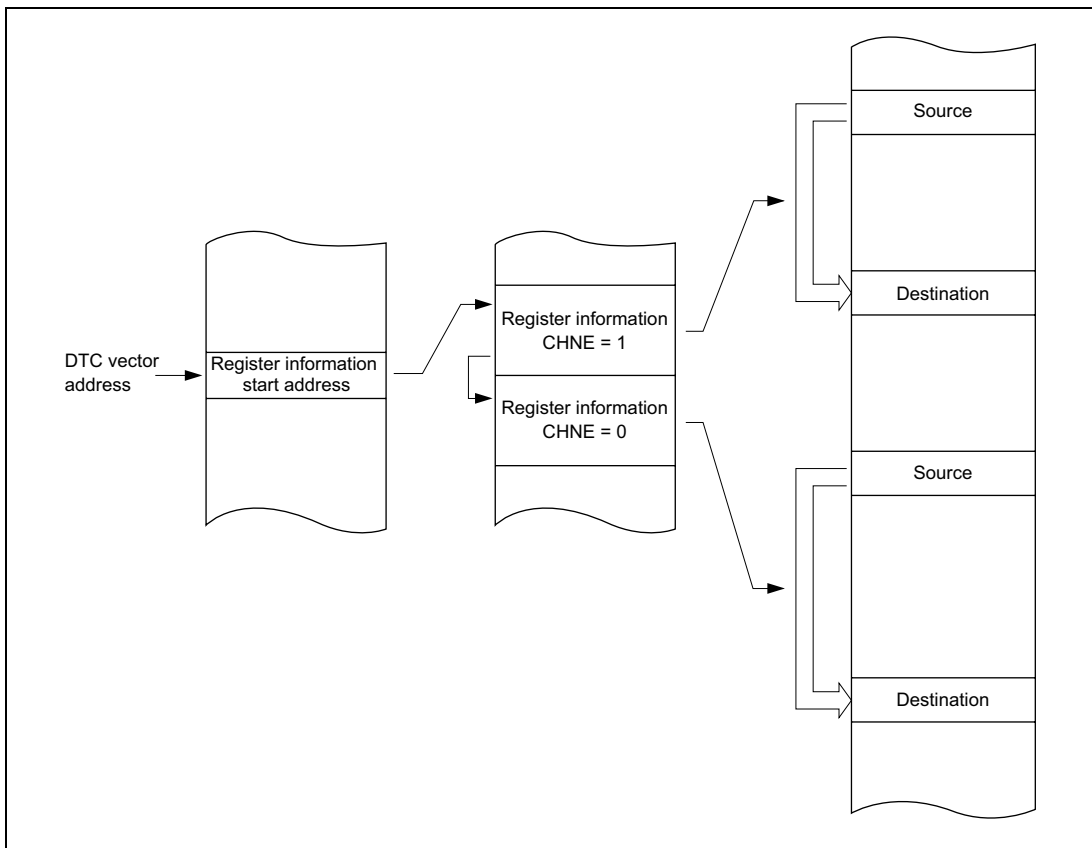 DTC vector
address
Register information
start address
Register information
CHNE = 1
Register information
CHNE = 0
Source
Destination
Source
Destination